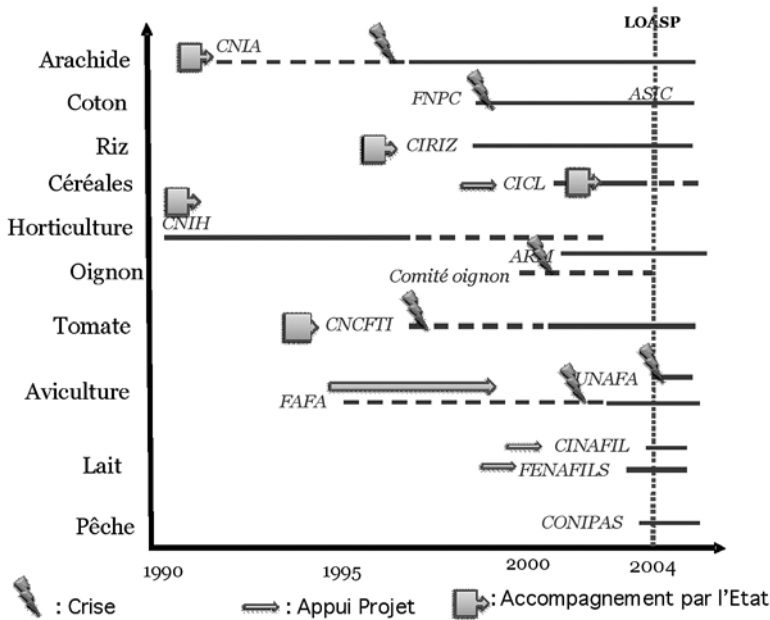 LOASP
Arachide
CNIA
Coton
FNPC
ASIC
Riz
CIRIZ
Céréales
CICL
CNIH
Horticulture
ARM
Oignon
Comité oignon
Tomate
CNCFTI
UNAFA
Aviculture
FAFA
CINAFIL
Lait
FENAFILS
Pêche
CONIPAS
1990
1995
2000
2004
: Crise
: Appui Projet
: Accompagnement par l'Etat